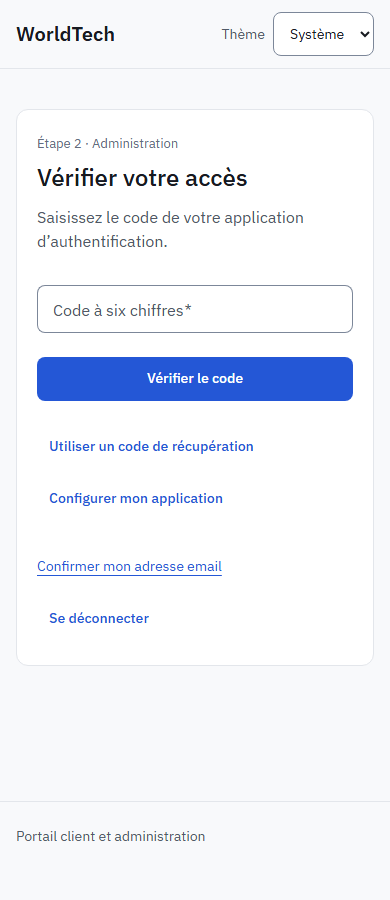 WorldTech
Thème
Système
Étape 2 · Administration
Vérifier votre accès
Saisissez le code de votre application
d’authentification.
Code à six chiffres*
Vérifier le code
Utiliser un code de récupération
Configurer mon application
Confirmer mon adresse email
Se déconnecter
Portail client et administration